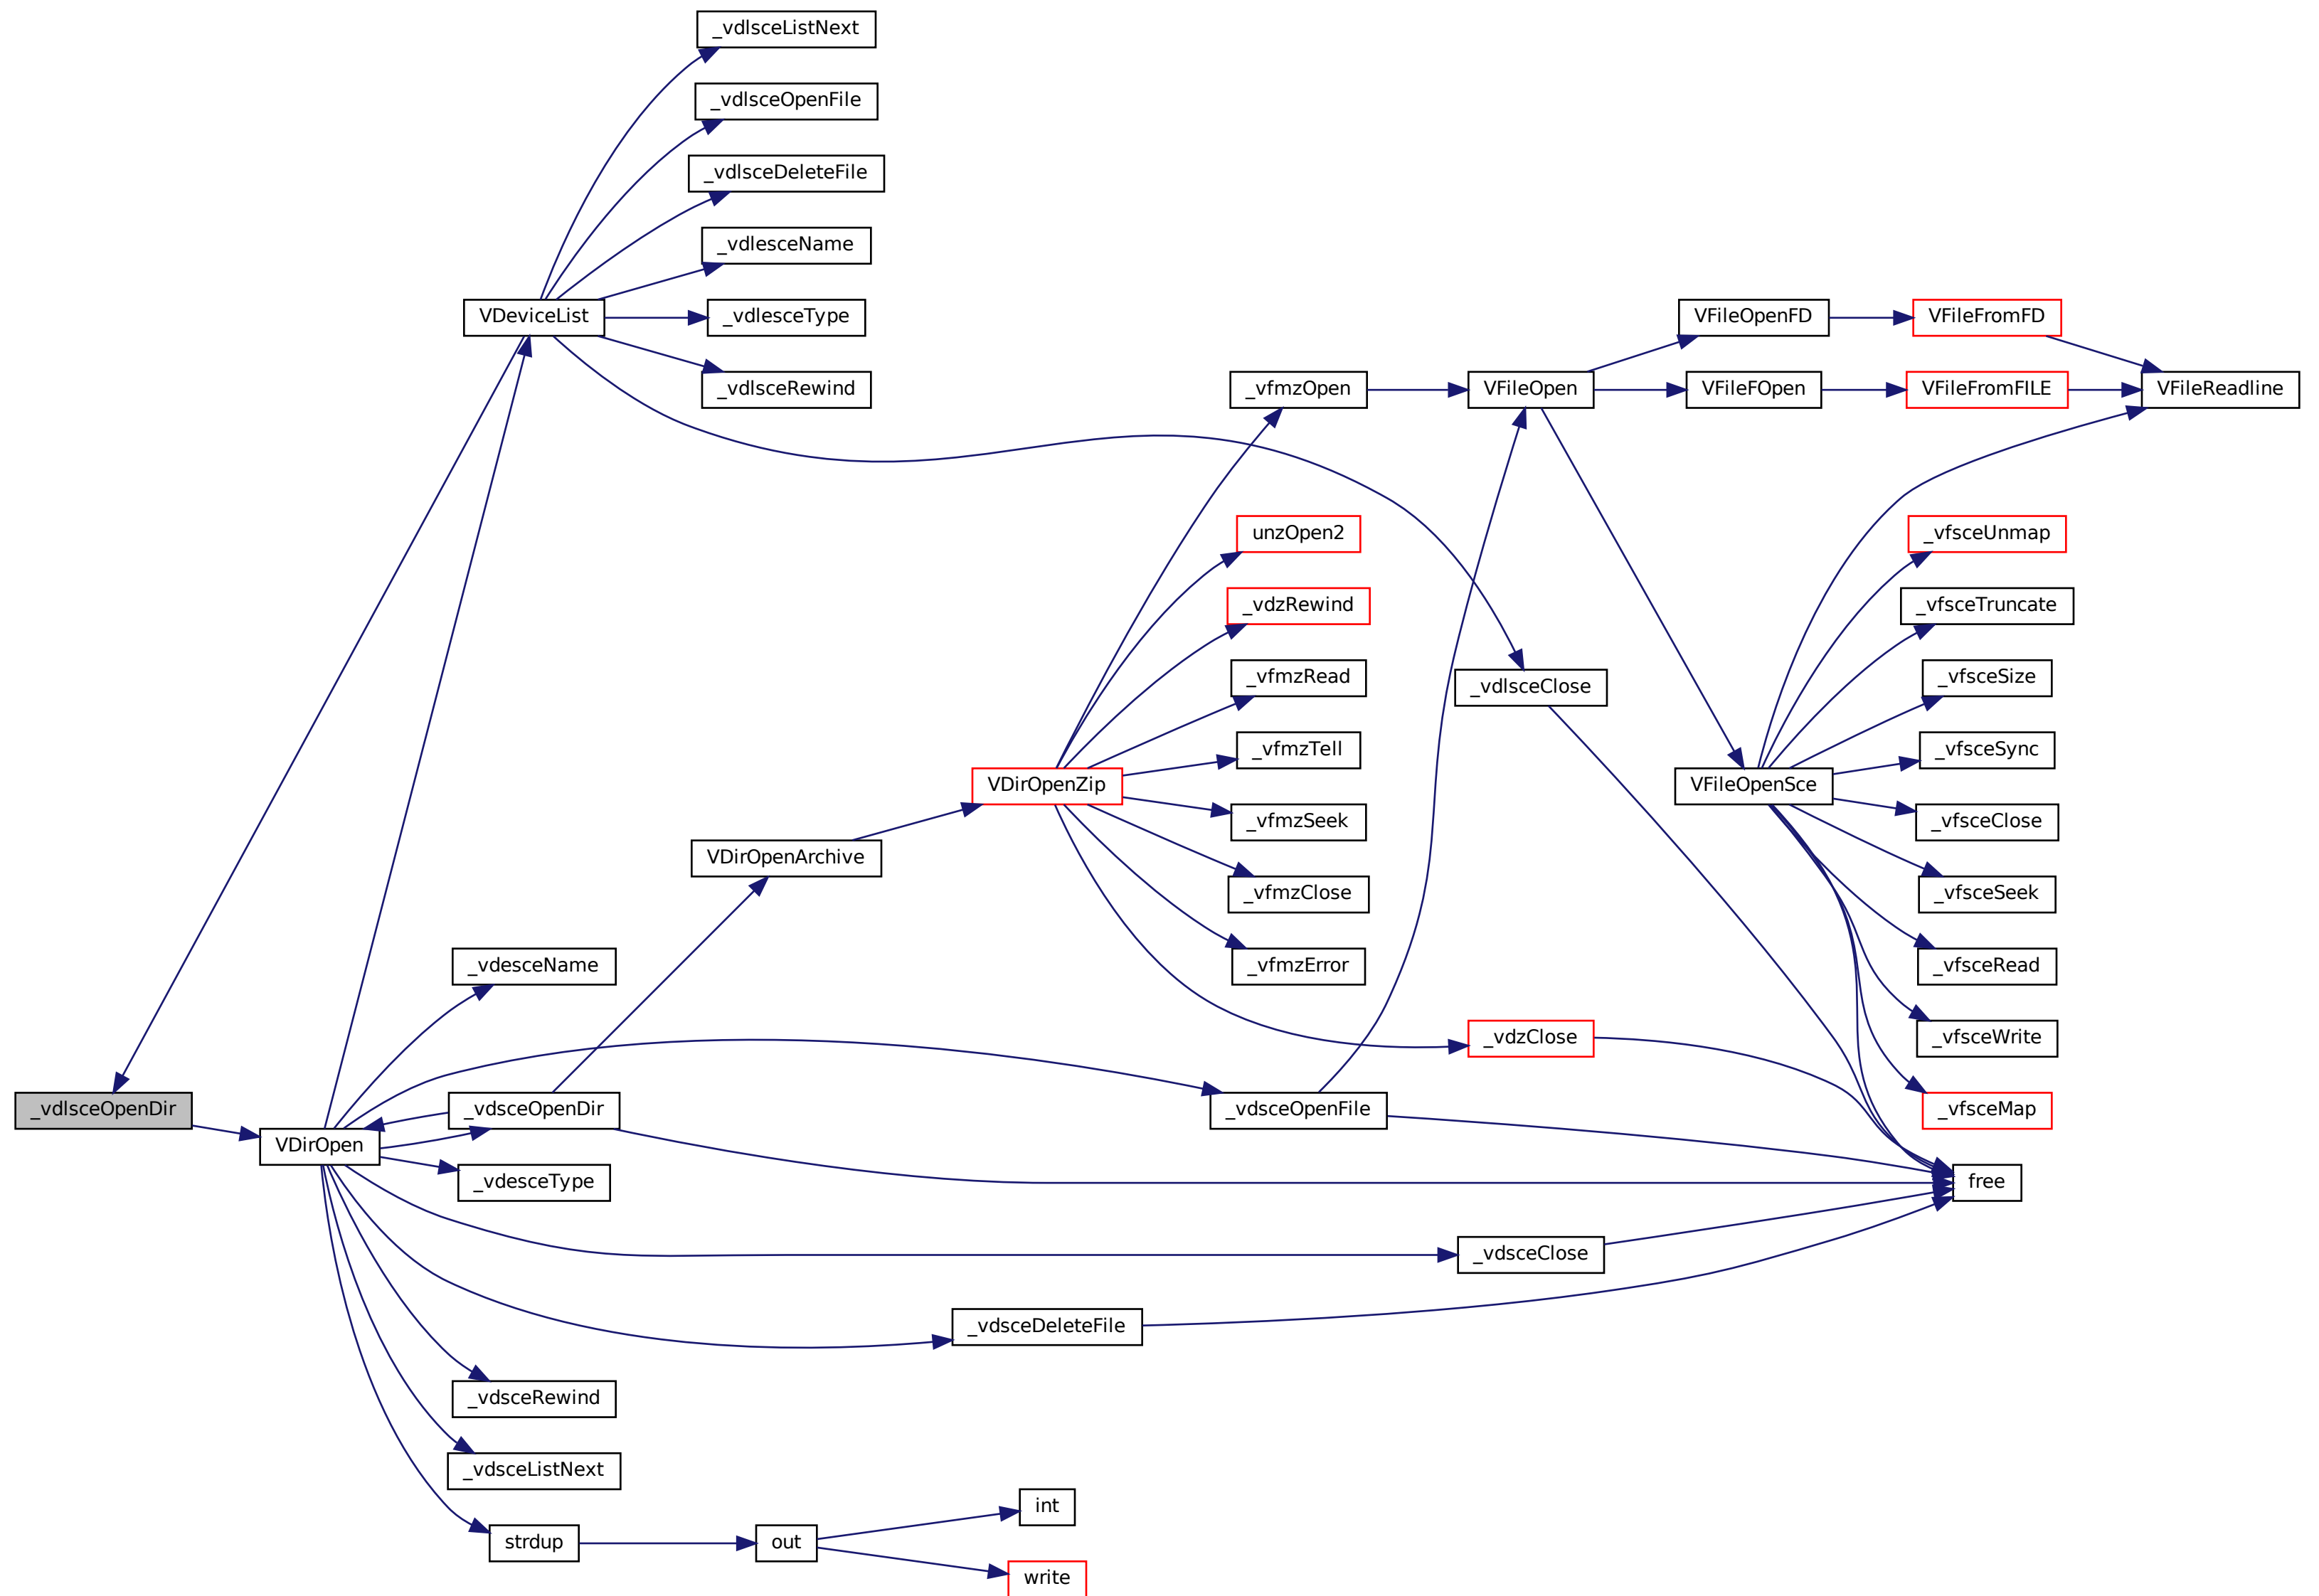 _vdlsceListNext
_vdlsceOpenFile
_vdlsceDeleteFile
_vdlesceName
VDeviceList
_vdlesceType
VFileOpenFD
VFileFromFD
_vdlsceRewind
_vfmzOpen
VFileOpen
VFileFOpen
VFileFromFILE
VFileReadline
unzOpen2
_vfsceUnmap
_vdzRewind
_vfsceTruncate
_vfmzRead
_vdlsceClose
_vfsceSize
_vfmzTell
_vfsceSync
VDirOpenZip
VFileOpenSce
_vfmzSeek
_vfsceClose
VDirOpenArchive
_vfmzClose
_vfsceSeek
_vdesceName
_vfmzError
_vfsceRead
_vdzClose
_vfsceWrite
_vdlsceOpenDir
_vdsceOpenDir
_vdsceOpenFile
_vfsceMap
VDirOpen
_vdesceType
free
_vdsceClose
_vdsceDeleteFile
_vdsceRewind
_vdsceListNext
int
strdup
out
write